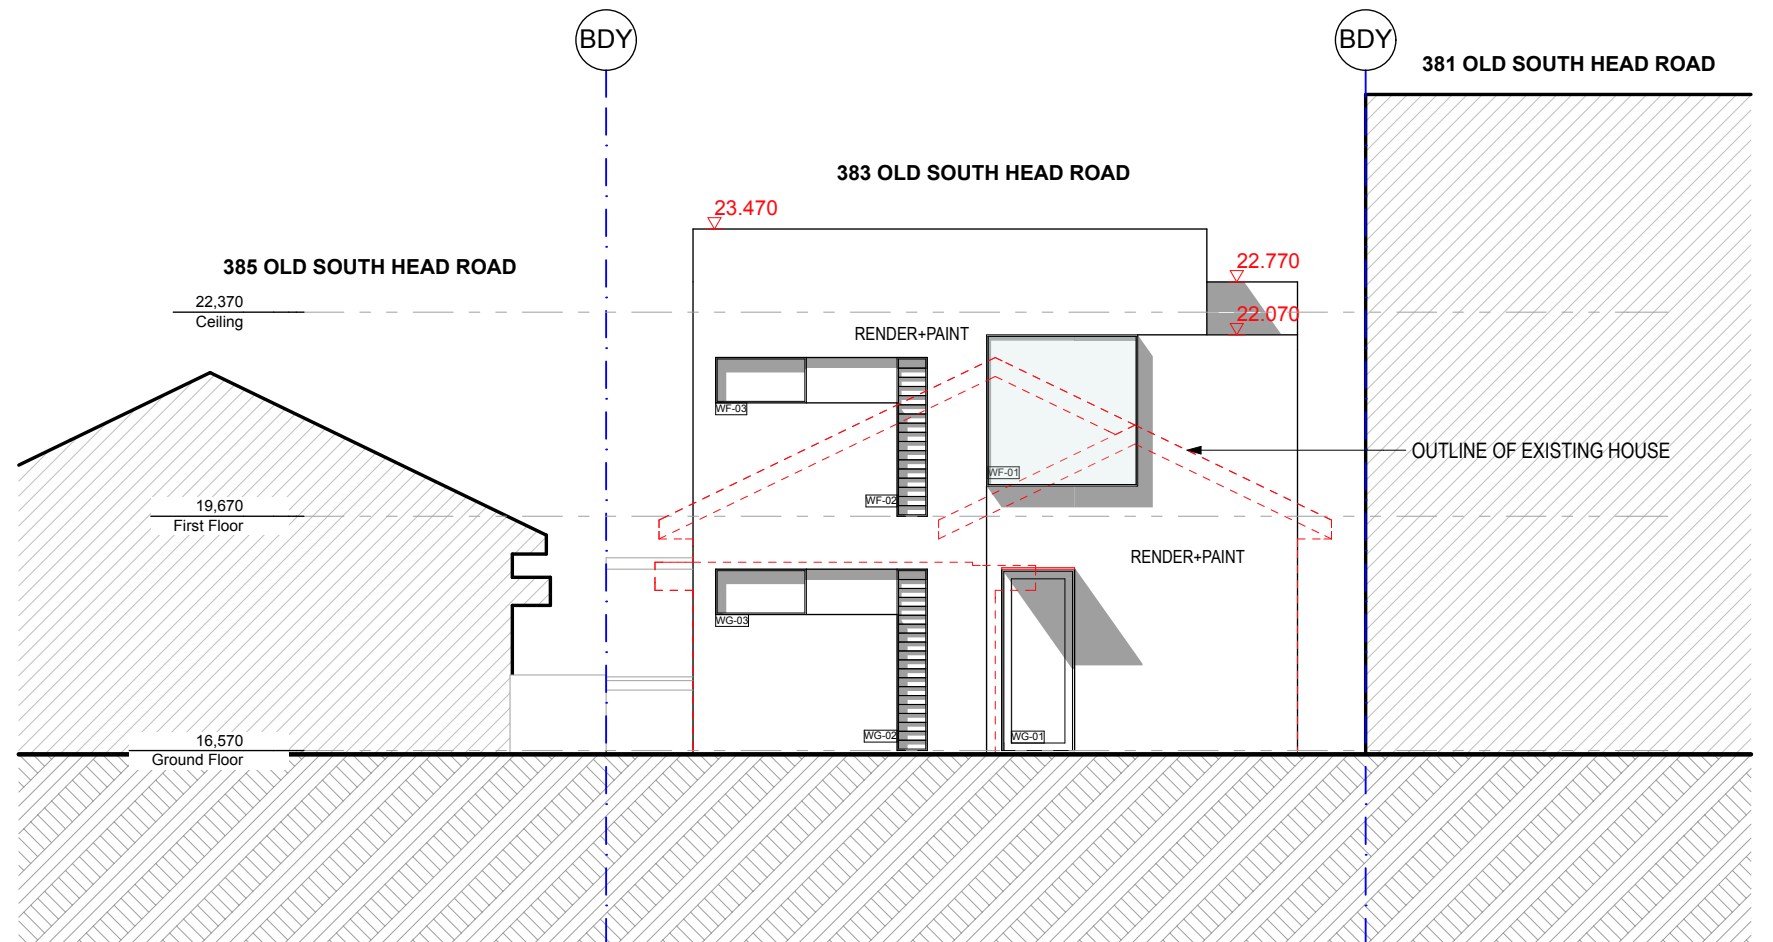 BDY
BDY
381 OLD SOUTH HEAD ROAD
383 OLD SOUTH HEAD ROAD
23.470
385 OLD SOUTH HEAD ROAD
22.770
22,370
Ceiling
22.070
RENDER+PAINT
WF-03
OUTLINE OF EXISTING HOUSE
WF-01
WF-02
19,670
First Floor
RENDER+PAINT
WG-03
WG-02
WG-01
16,570
Ground Floor